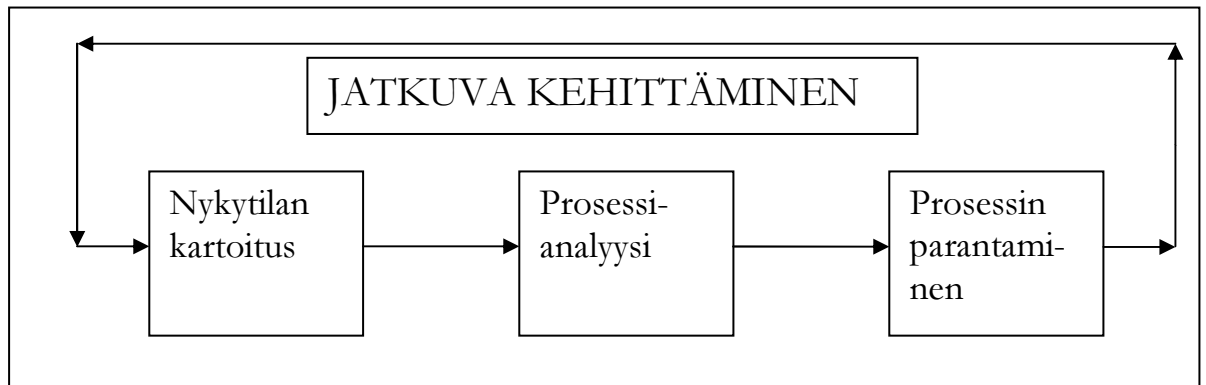 JATKUVA KEHITTÄMINEN
Nykytilan
kartoitus
Prosessi-
analyysi
Prosessin
parantami-
nen